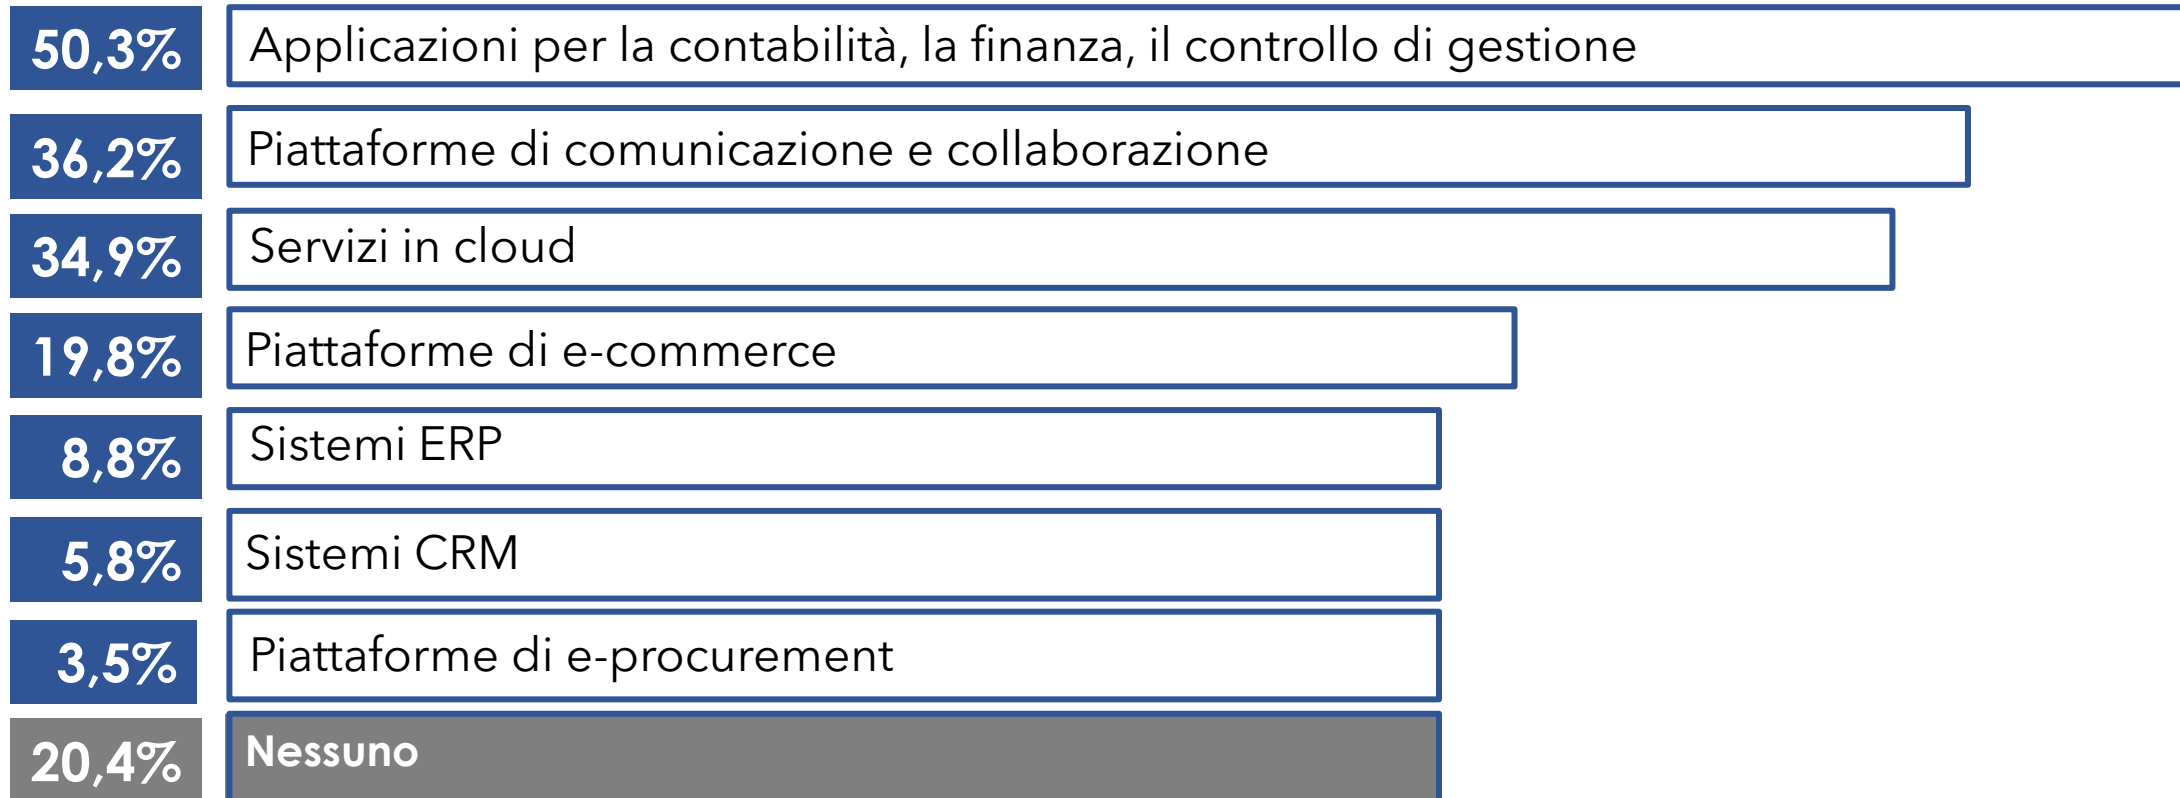 50,3% Applicazioni per la contabilità, la finanza, il controllo di gestione
36,2% Piattaforme di comunicazione e collaborazione
34,9% Servizi in cloud
19,8% Piattaforme di e-commerce
8,8% Sistemi ERP
5,8% Sistemi CRM
3,5% Piattaforme di e-procurement
20,4% Nessuno